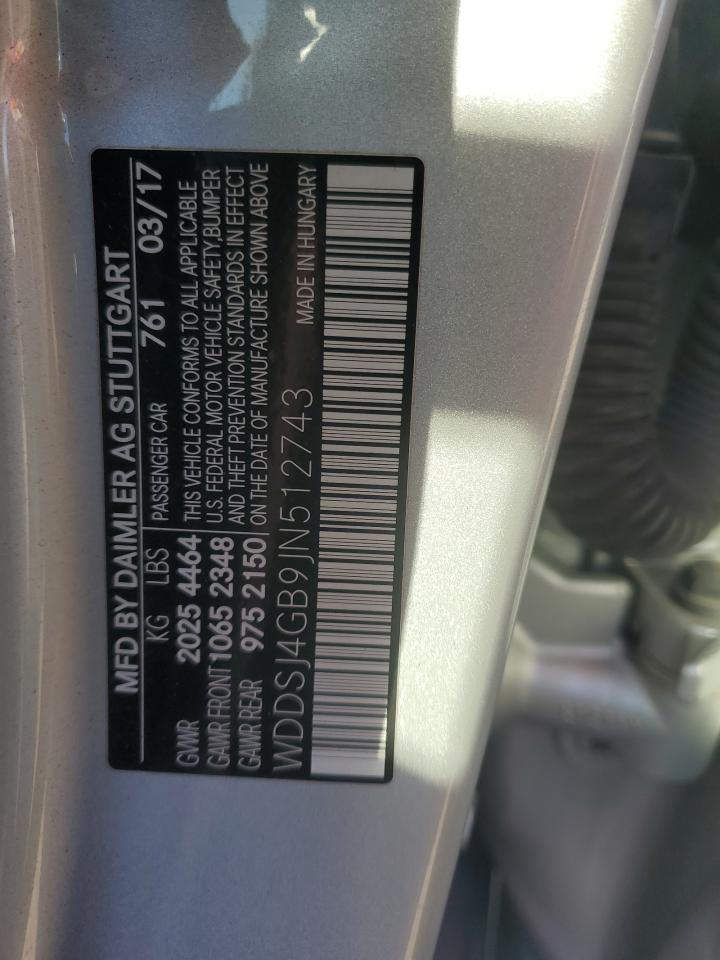 MFD BY DAIMLER AG STUTTGART
KG LBS PASSENGER CAR 761 03/17
GVWR 2025 4464 THIS VEHICLE CONFORMS TO ALL APPLICABLE
GAWR FRONT 1065 2348 U.S. FEDERAL MOTOR VEHICLE SAFETY,BUMPER
GAWR REAR 975 2150 AND THEFT PREVENTION STANDARDS IN EFFECT
ON THE DATE OF MANUFACTURE SHOWN ABOVE
WDDSJ4GB9JN512743 MADE IN HUNGARY